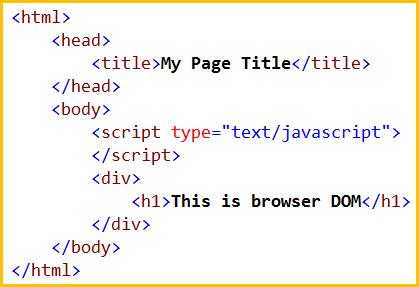 <html>
    <head>
        <title>My Page Title</title>
    </head>
    <body>
        <script type="text/javascript">
        </script>
        <div>
            <h1>This is browser DOM</h1>
        </div>
    </body>
</html>